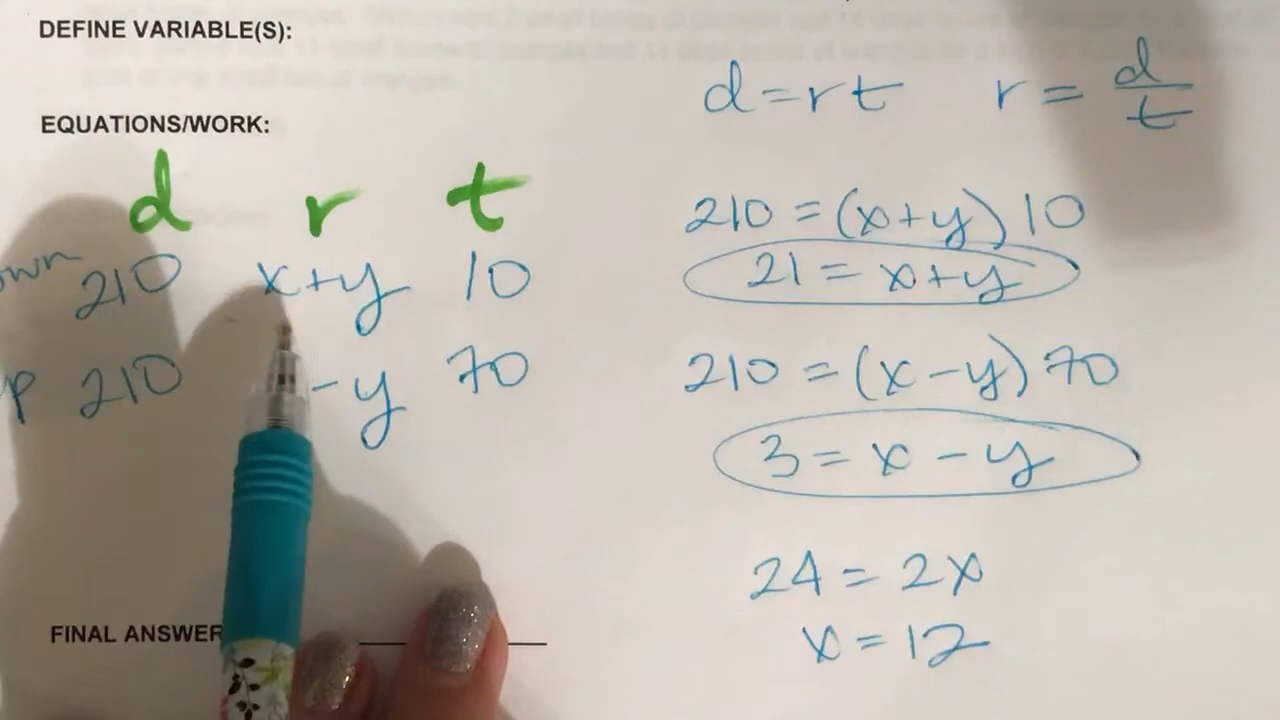 DEFINE VARIABLE(S):
d = rt r = d/t
EQUATIONS/WORK:
d r t
210 x+y 10
210 -y 70
210 = (x+y) 10
21 = x+y
210 = (x-y) 70
3 = x - y
24 = 2x
x = 12
FINAL ANSWER